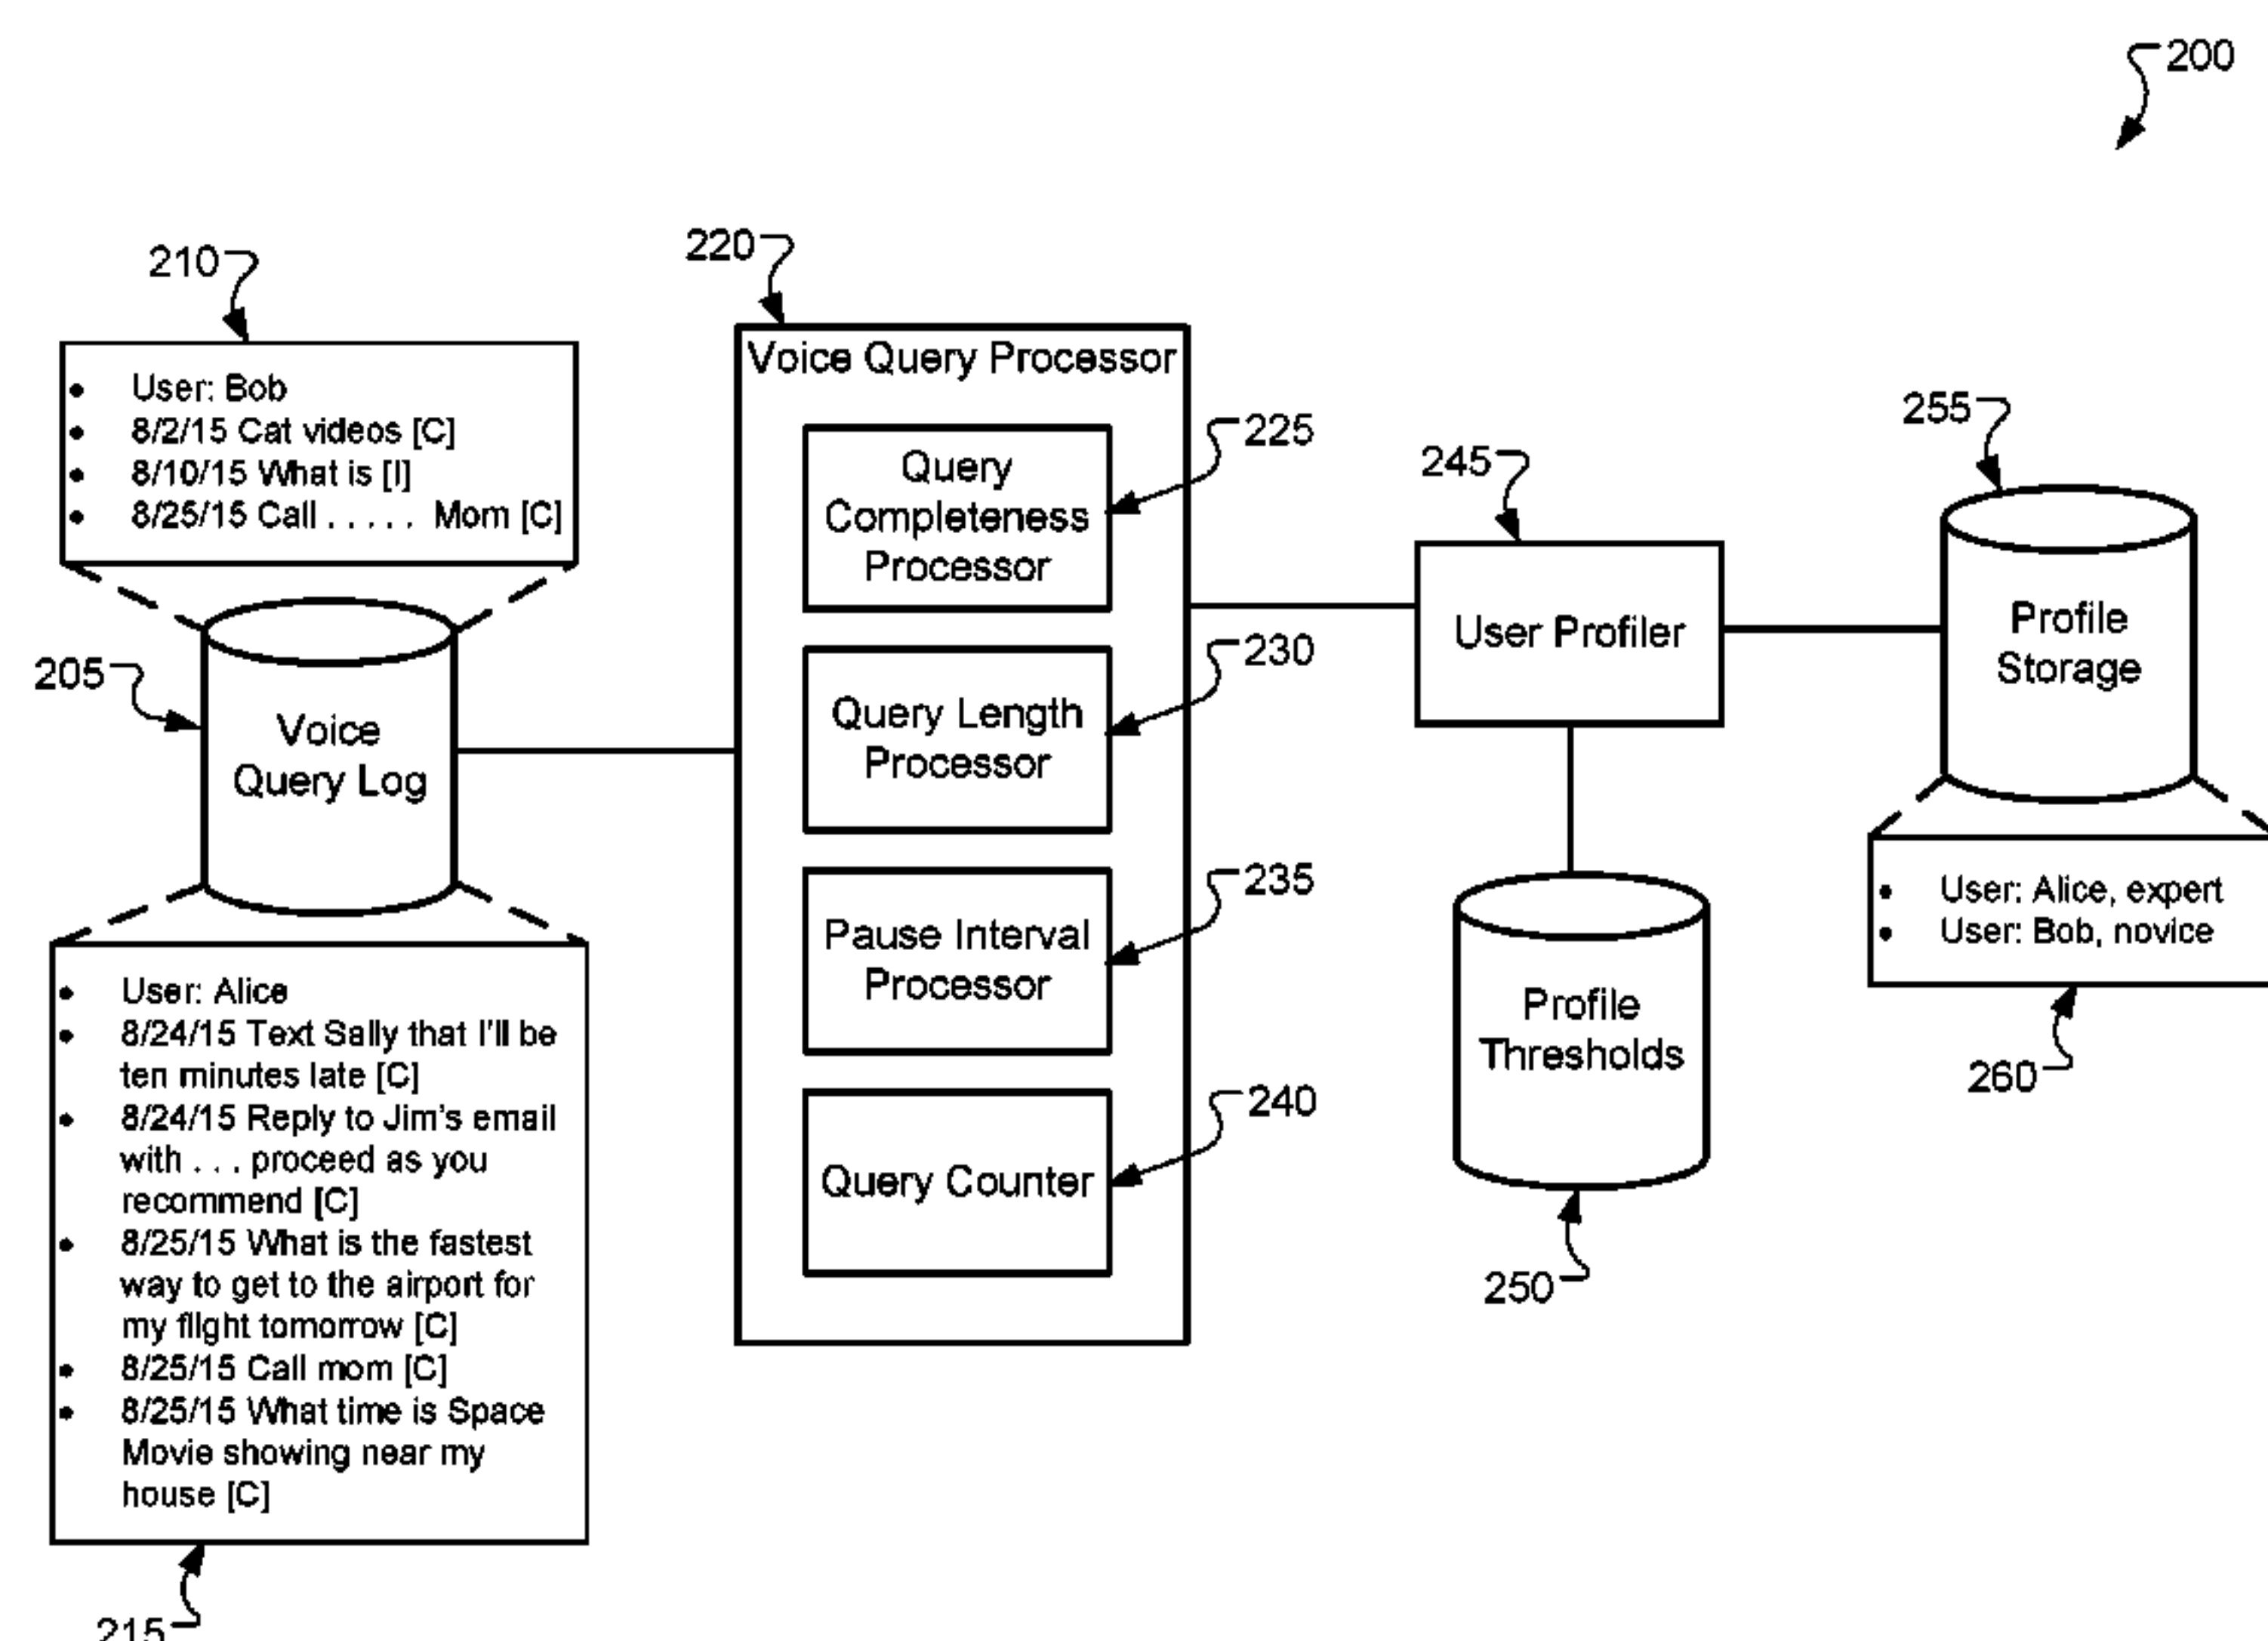 200
210
• User: Bob
• 8/2/15 Cat videos [C]
• 8/10/15 What is [I]
• 8/25/15 Call . . . . . Mom [C]
205
Voice
Query Log
• User: Alice
• 8/24/15 Text Sally that I'll be
ten minutes late [C]
• 8/24/15 Reply to Jim's email
with . . . proceed as you
recommend [C]
• 8/25/15 What is the fastest
way to get to the airport for
my flight tomorrow [C]
• 8/25/15 Call mom [C]
• 8/25/15 What time is Space
Movie showing near my
house [C]
215
220
Voice Query Processor
Query
Completeness
Processor
225
Query Length
Processor
230
Pause Interval
Processor
235
Query Counter
240
245
User Profiler
Profile
Thresholds
250
255
Profile
Storage
• User: Alice, expert
• User: Bob, novice
260